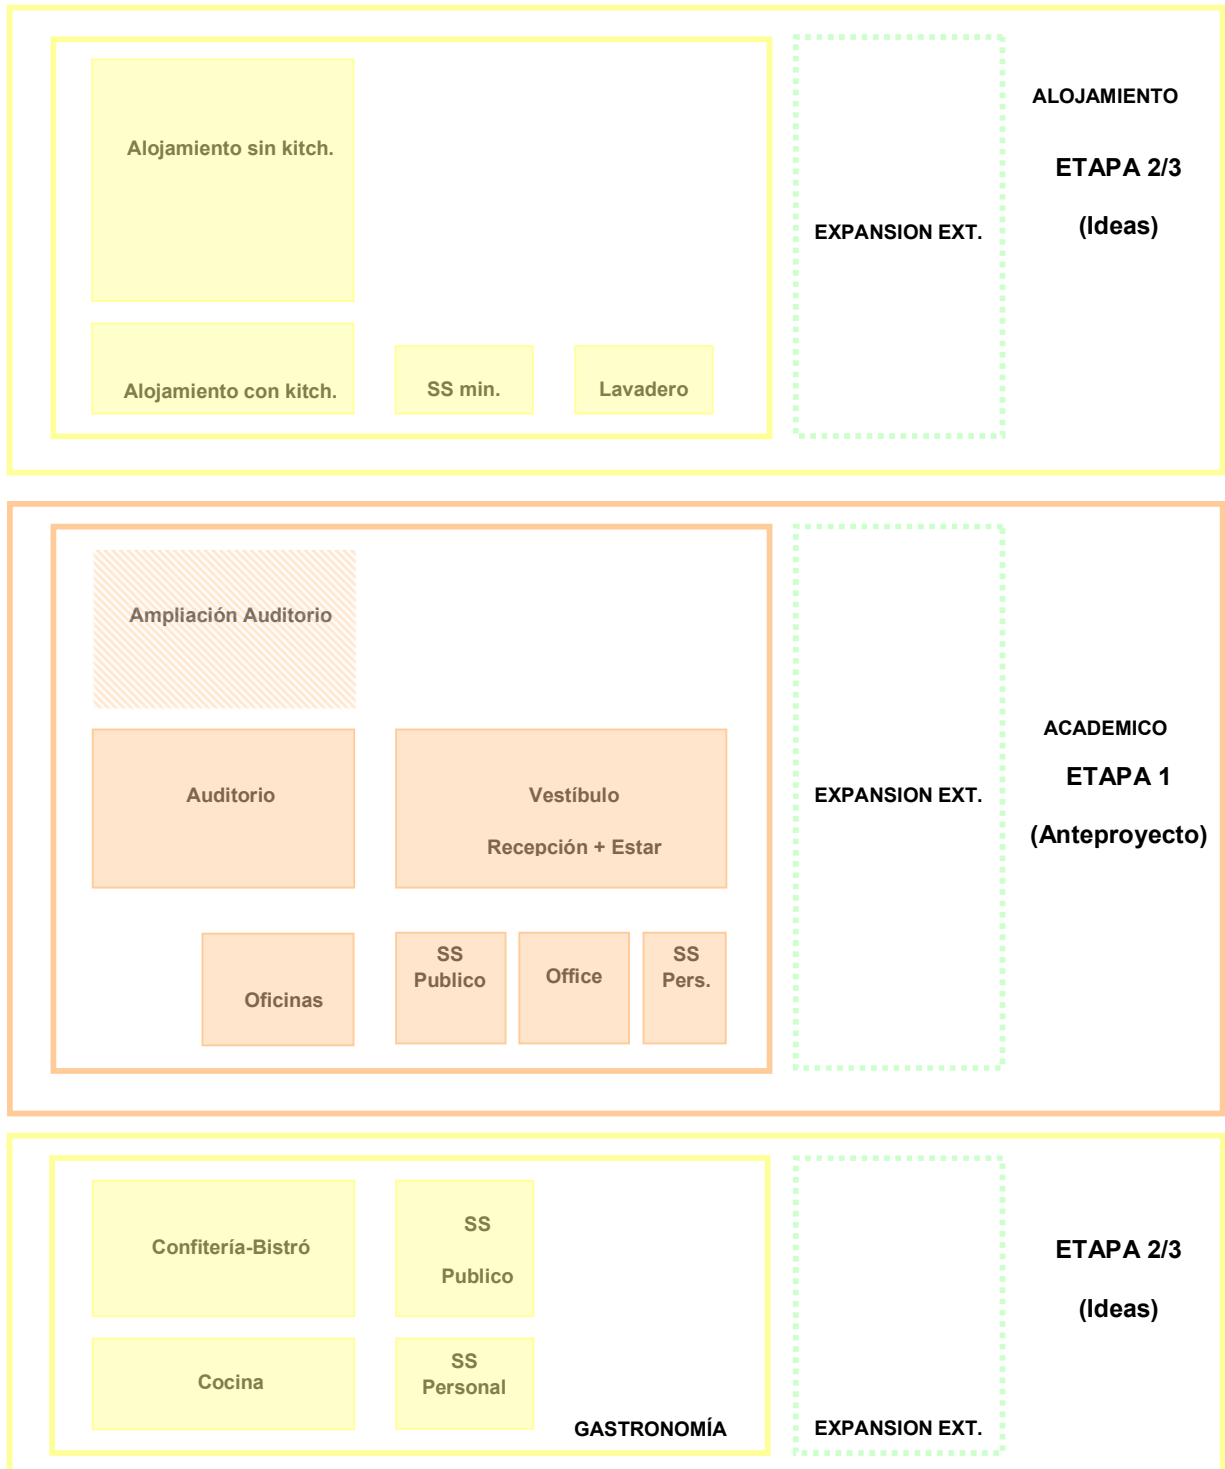 ALOJAMIENTO
Alojamiento sin kitch.
ETAPA 2/3
(Ideas)
EXPANSION EXT.
Alojamiento con kitch.
SS min.
Lavadero
Ampliación Auditorio
ACADEMICO
ETAPA 1
(Anteproyecto)
Auditorio
Vestíbulo
Recepción + Estar
EXPANSION EXT.
Oficinas
SS
Publico
Office
SS
Pers.
Confitería-Bistró
SS
Publico
ETAPA 2/3
(Ideas)
Cocina
SS
Personal
GASTRONOMÍA
EXPANSION EXT.